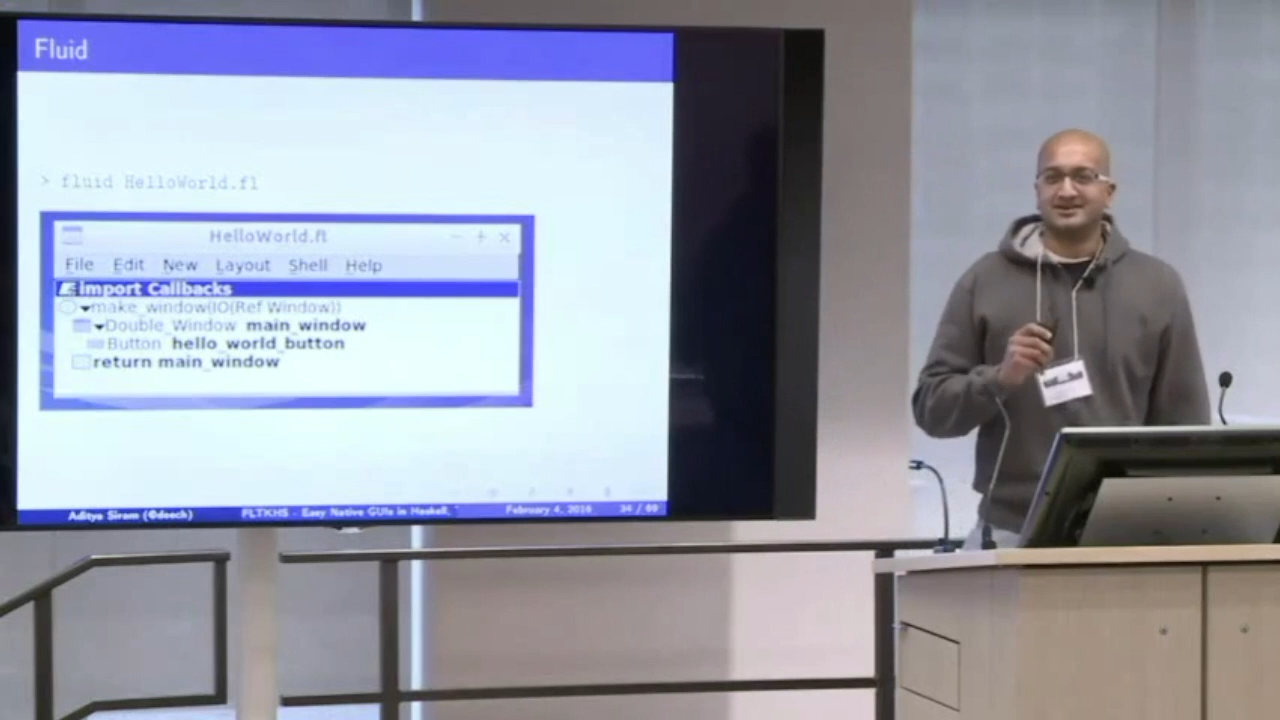 Fluid
> fluid HelloWorld.fl
HelloWorld.fl
File Edit New Layout Shell Help
import Callbacks
make_window(IO(Ref Window))
Double_Window main_window
Button hello_world_button
return main_window
Aditya Siram (@deech) FLTKHS - Easy Native GUIs in Haskell, February 4, 2016 34 / 69